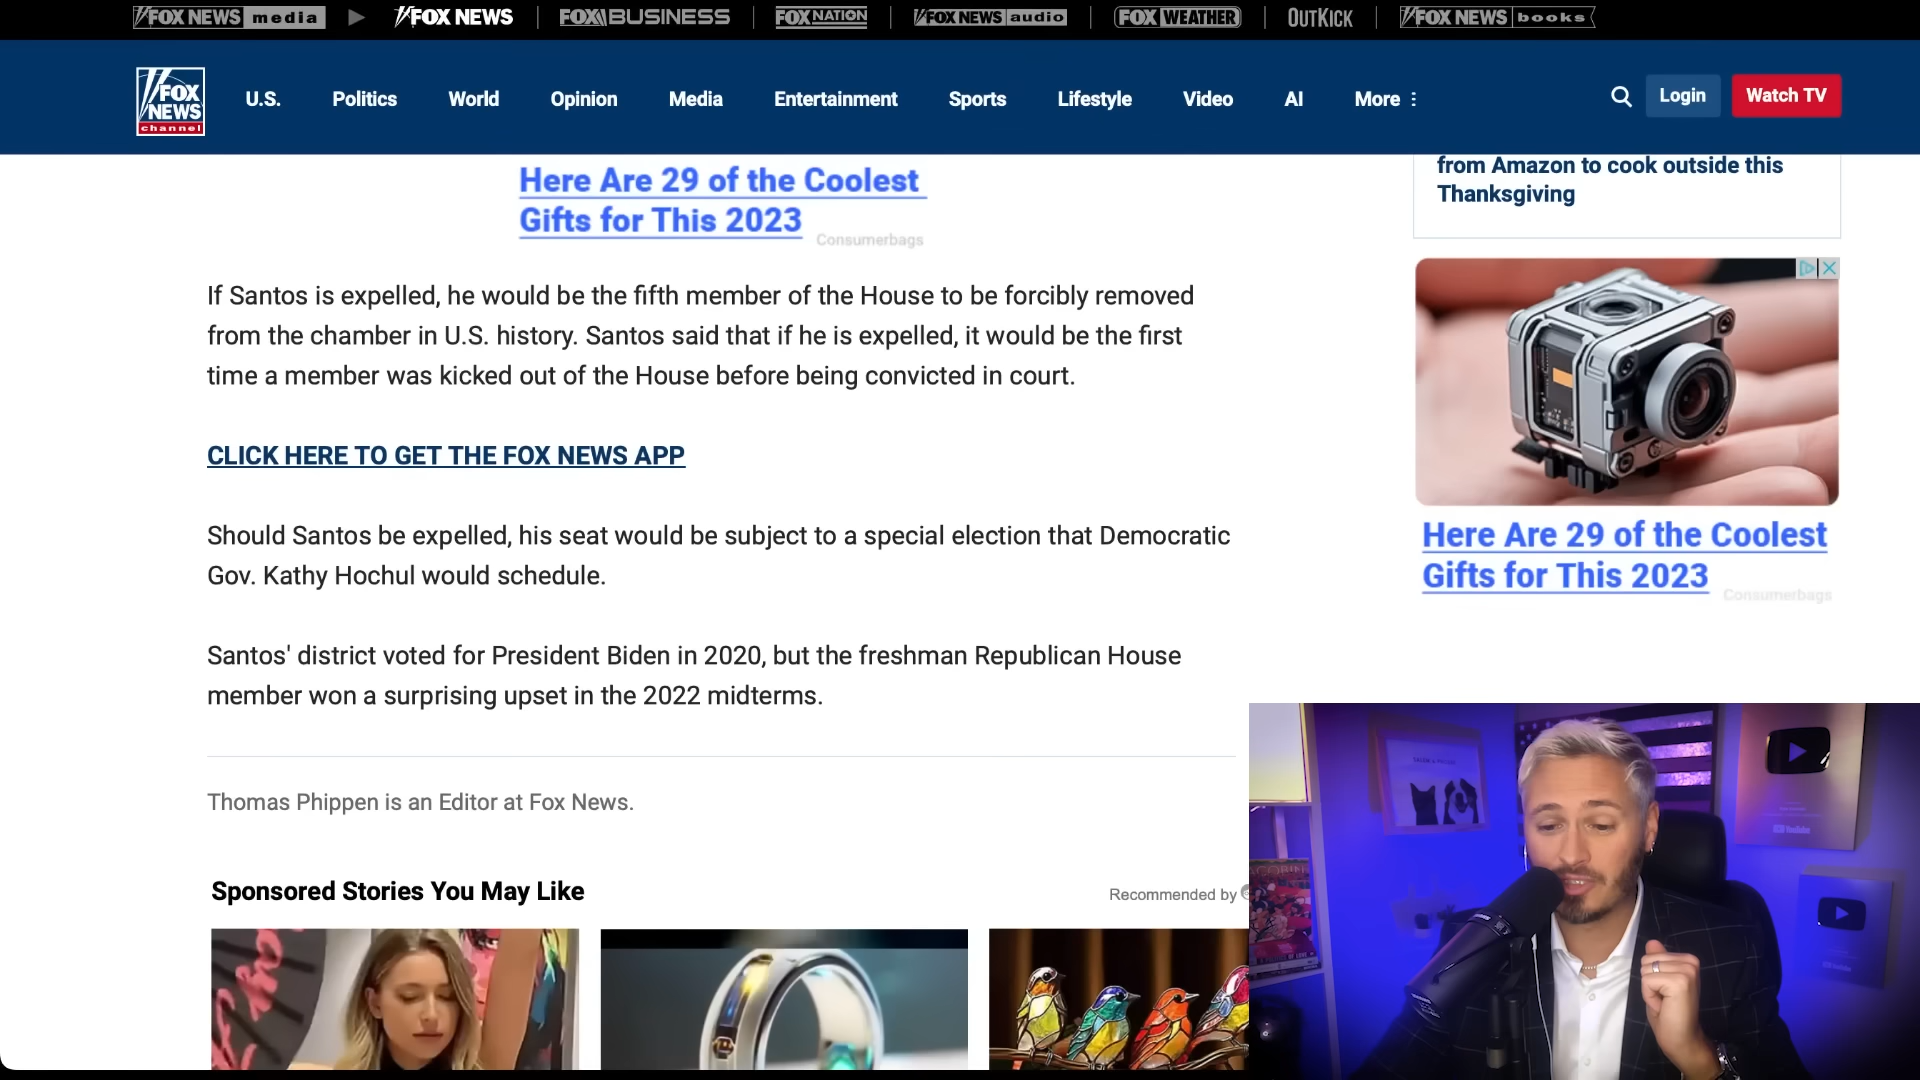 FOX NEWS media
FOX NEWS
FOX BUSINESS
FOX NATION
FOX NEWS audio
FOX WEATHER
OUTKICK
FOX NEWS books
FOX
NEWS
channel
U.S.
Politics
World
Opinion
Media
Entertainment
Sports
Lifestyle
Video
AI
More
Login
Watch TV
Here Are 29 of the Coolest
Gifts for This 2023
Consumerbags
If Santos is expelled, he would be the fifth member of the House to be forcibly removed
from the chamber in U.S. history. Santos said that if he is expelled, it would be the first
time a member was kicked out of the House before being convicted in court.
CLICK HERE TO GET THE FOX NEWS APP
Should Santos be expelled, his seat would be subject to a special election that Democratic
Gov. Kathy Hochul would schedule.
Santos' district voted for President Biden in 2020, but the freshman Republican House
member won a surprising upset in the 2022 midterms.
Thomas Phippen is an Editor at Fox News.
Sponsored Stories You May Like
Recommended by
from Amazon to cook outside this
Thanksgiving
Here Are 29 of the Coolest
Gifts for This 2023
Consumerbags
YouTube